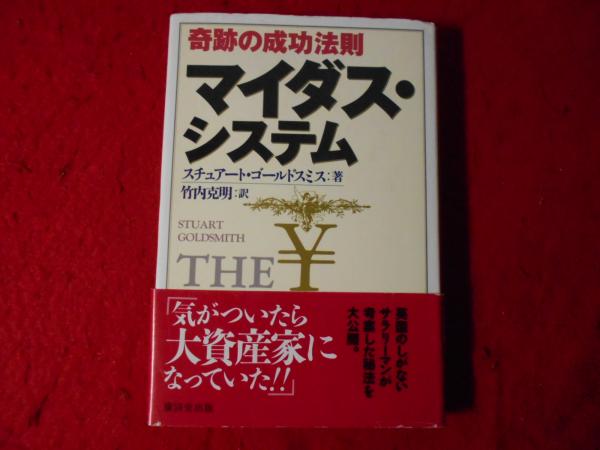 奇跡の成功法則
マイダス・
システム
スチュアート・ゴールドスミス:著
竹内克明:訳
STUART
GOLDSMITH
THE
¥
「気がついたら
大資産家に
なっていた!!」
英国のしがない
サラリーマンが
考案した秘法を
大公開。